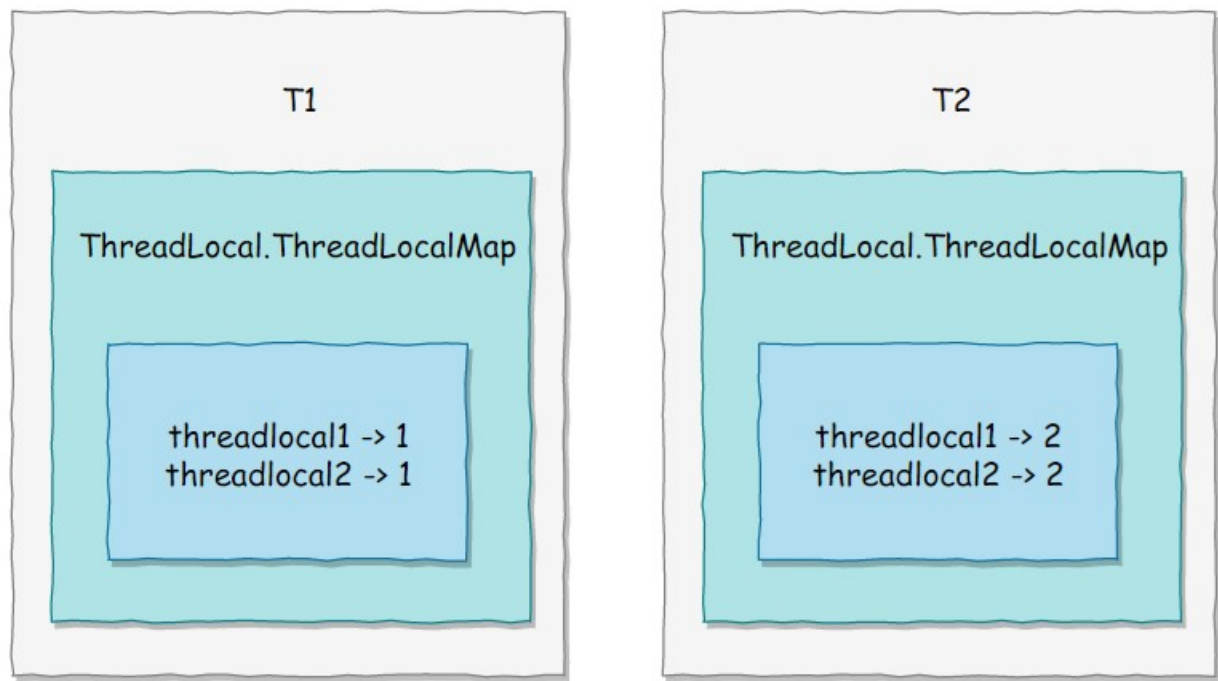 T1
ThreadLocal.ThreadLocalMap
threadlocal1 -> 1
threadlocal2 -> 1
T2
ThreadLocal.ThreadLocalMap
threadlocal1 -> 2
threadlocal2 -> 2